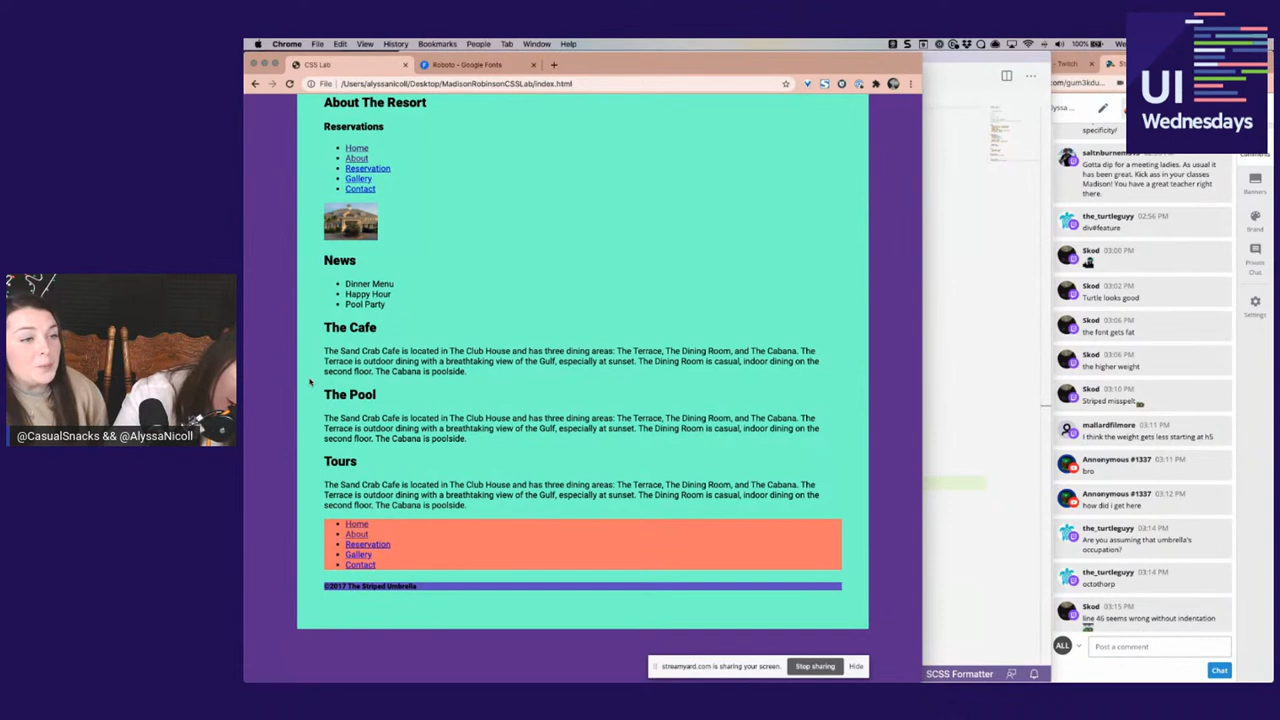 Chrome File Edit View History Bookmarks People Tab Window Help
100%
CSS Lab
Roboto - Google Fonts
File
/Users/alyssanicoll/Desktop/MadisonRobinsonCSSLab/index.html
About The Resort
Reservations
Home
About
Reservation
Gallery
Contact
News
Dinner Menu
Happy Hour
Pool Party
The Cafe
The Sand Crab Cafe is located in The Club House and has three dining areas: The Terrace, The Dining Room, and The Cabana. The
Terrace is outdoor dining with a breathtaking view of the Gulf, especially at sunset. The Dining Room is casual, indoor dining on the
second floor. The Cabana is poolside.
The Pool
The Sand Crab Cafe is located in The Club House and has three dining areas: The Terrace, The Dining Room, and The Cabana. The
Terrace is outdoor dining with a breathtaking view of the Gulf, especially at sunset. The Dining Room is casual, indoor dining on the
second floor. The Cabana is poolside.
Tours
The Sand Crab Cafe is located in The Club House and has three dining areas: The Terrace, The Dining Room, and The Cabana. The
Terrace is outdoor dining with a breathtaking view of the Gulf, especially at sunset. The Dining Room is casual, indoor dining on the
second floor. The Cabana is poolside.
Home
About
Reservation
Gallery
Contact
©2017 The Striped Umbrella
streamyard.com is sharing your screen.
Stop sharing
Hide
SCSS Formatter
@CasualSnacks && @AlyssaNicoll
UI
Wednesdays
Twitch
specificity/
Gotta dip for a meeting ladies. As usual it
has been great. Kick ass in your classes
Madison! You have a great teacher right
there.
the_turtleguyy 02:56 PM
div#feature
Skod 03:00 PM
Skod 03:02 PM
Turtle looks good
Skod 03:06 PM
the font gets fat
Skod 03:06 PM
the higher weight
Skod 03:10 PM
Striped misspelt
mallardfilmore 03:11 PM
I think the weight gets less starting at h5
Annonymous #1337 03:11 PM
bro
Annonymous #1337 03:12 PM
how did i get here
the_turtleguyy 03:14 PM
Are you assuming that umbrella's
occupation?
the_turtleguyy 03:14 PM
octothorp
Skod 03:15 PM
line 46 seems wrong without indentation
ALL
Post a comment
Chat
Banners
Brand
Private
Chat
Settings